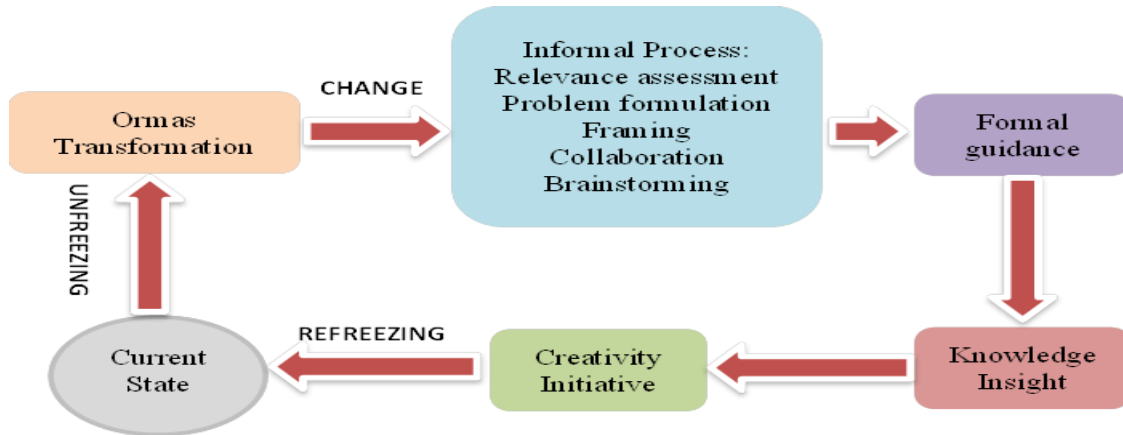 Ormas
Transformation
CHANGE
Informal Process:
Relevance assessment
Problem formulation
Framing
Collaboration
Brainstorming
Formal
guidance
UNFREEZING
Current
State
REFREEZING
Creativity
Initiative
Knowledge
Insight